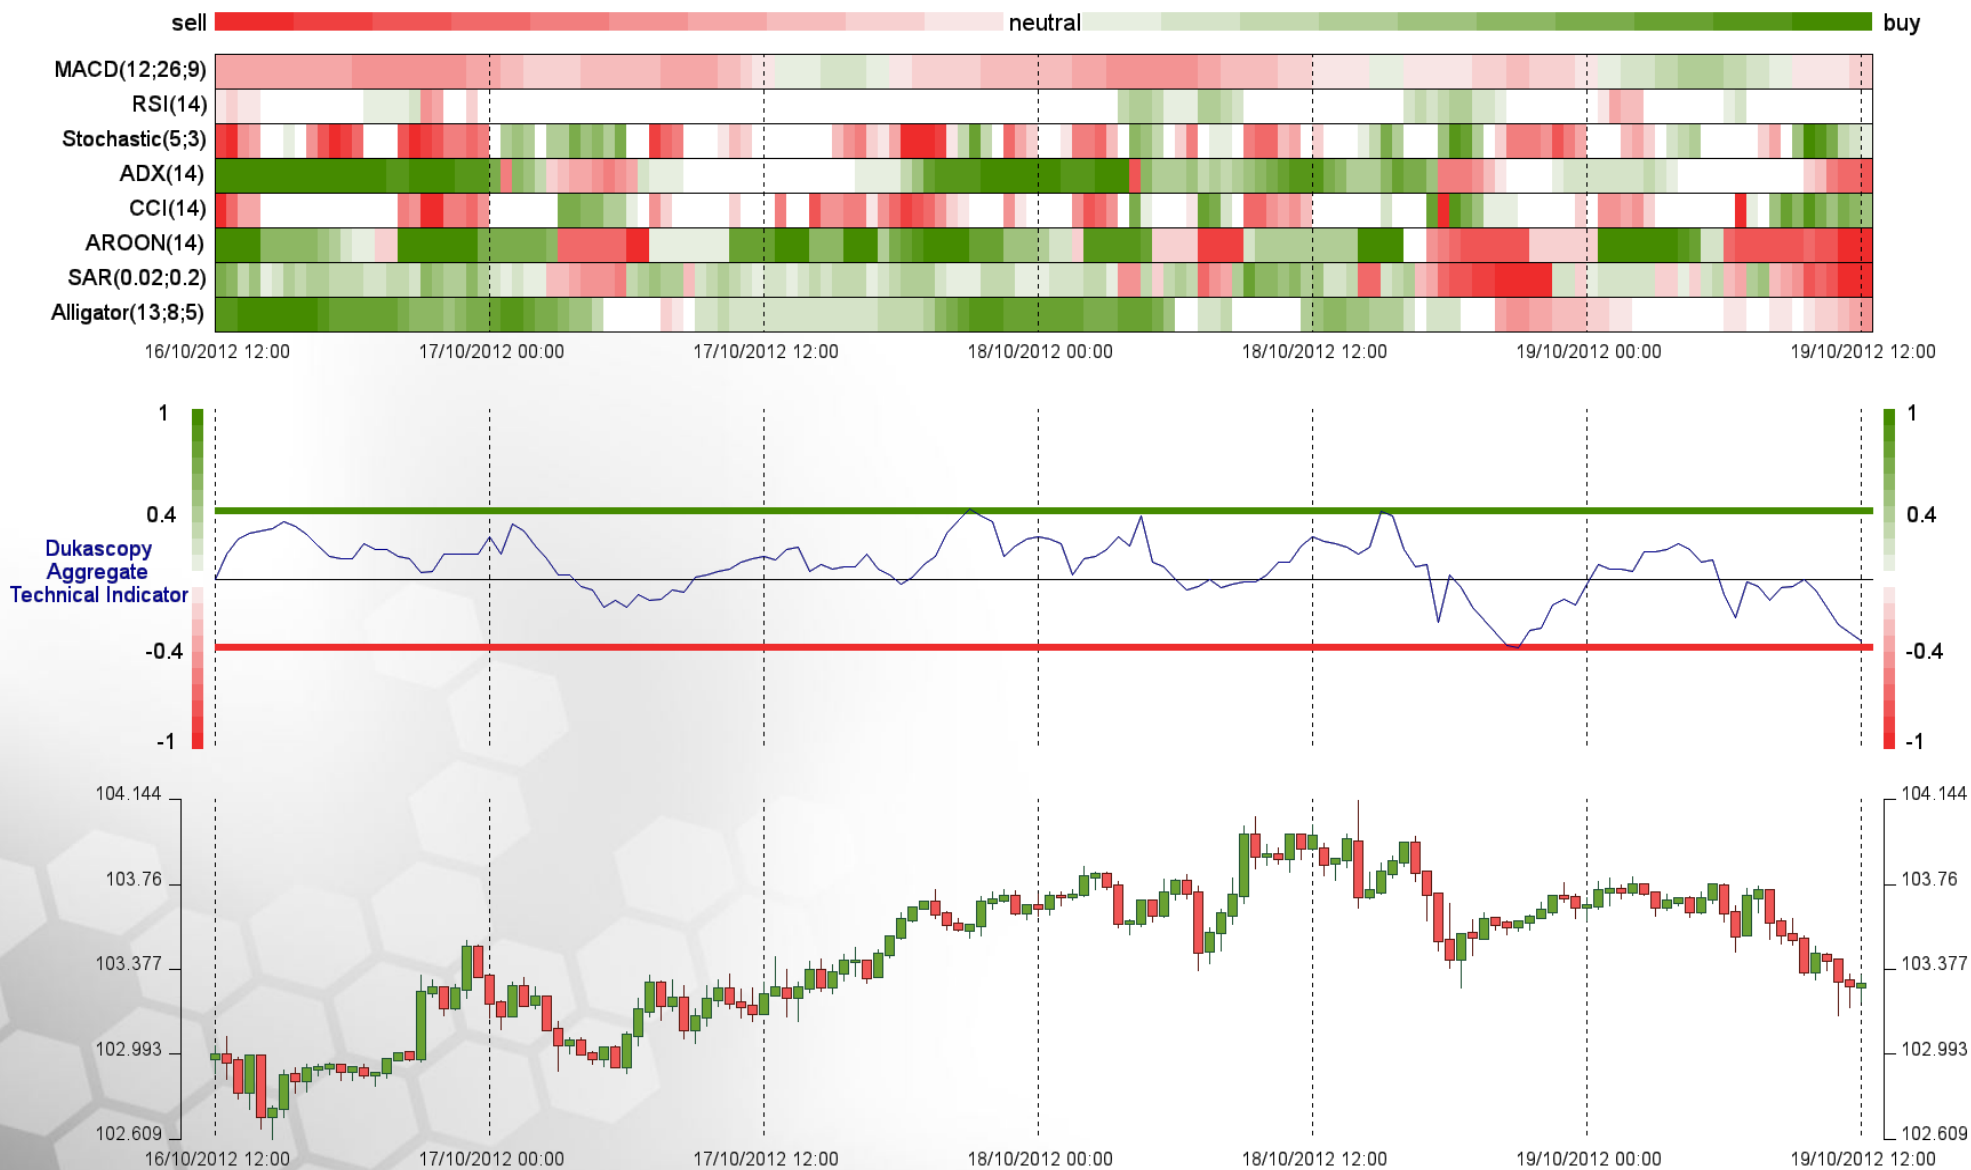 sell neutral buy
MACD(12;26;9)
RSI(14)
Stochastic(5;3)
ADX(14)
CCI(14)
AROON(14)
SAR(0.02;0.2)
Alligator(13;8;5)
16/10/2012 12:00 17/10/2012 00:00 17/10/2012 12:00 18/10/2012 00:00 18/10/2012 12:00 19/10/2012 00:00 19/10/2012 12:00
1 1
0.4 0.4
Dukascopy
Aggregate
Technical Indicator
-0.4 -0.4
-1 -1
104.144 104.144
103.76 103.76
103.377 103.377
102.993 102.993
102.609 102.609
16/10/2012 12:00 17/10/2012 00:00 17/10/2012 12:00 18/10/2012 00:00 18/10/2012 12:00 19/10/2012 00:00 19/10/2012 12:00